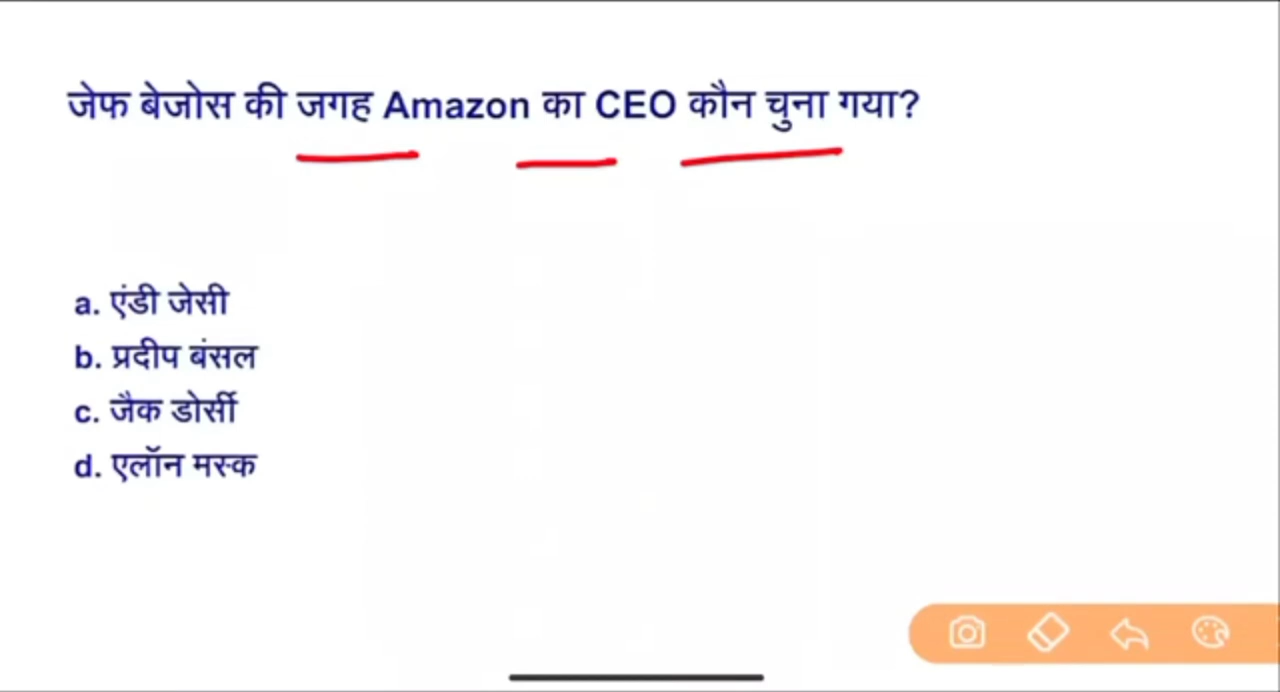 जेफ बेजोस की जगह Amazon का CEO कौन चुना गया?
a. एंडी जेसी
b. प्रदीप बंसल
c. जैक डोर्सी
d. एलॉन मस्क